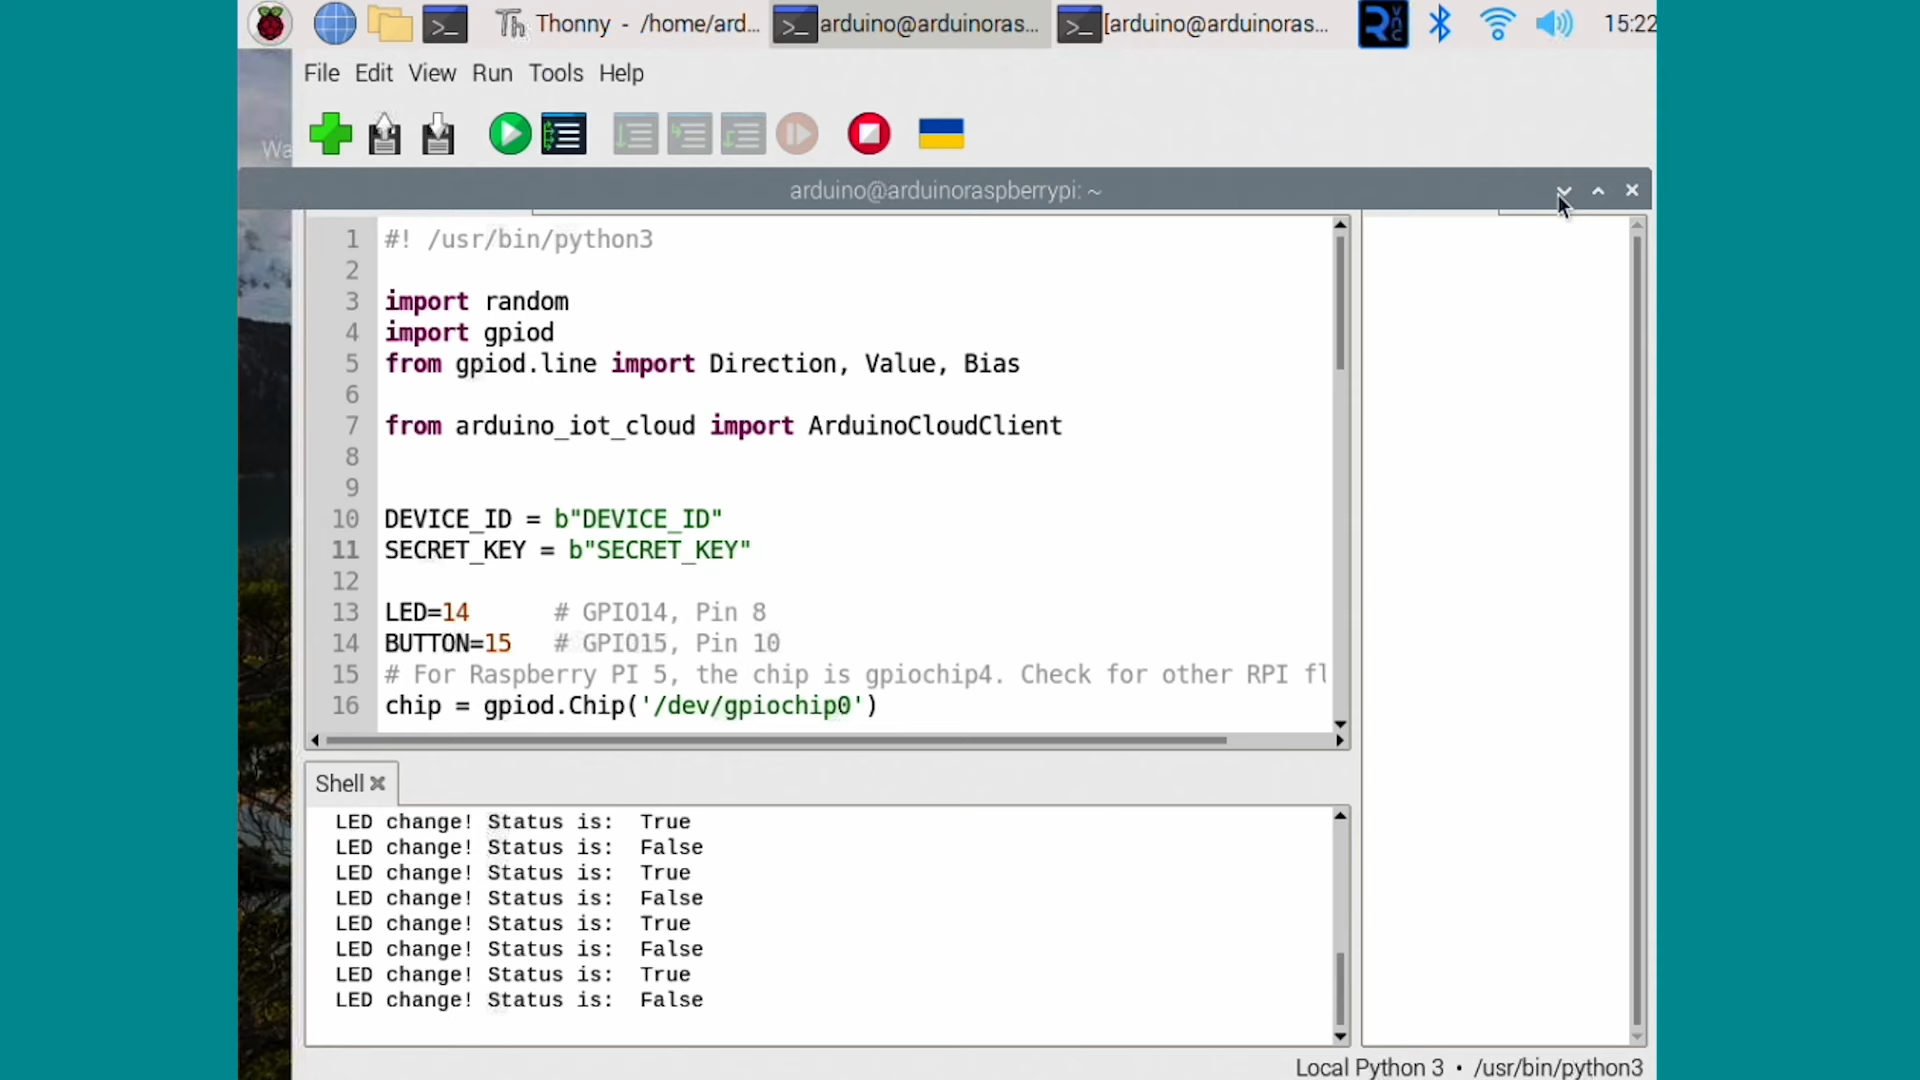 Thonny - /home/ard...
arduino@arduinoras...
[arduino@arduinoras...
15:22
File Edit View Run Tools Help
Wa
arduino@arduinoraspberrypi: ~
1 #! /usr/bin/python3
2
3 import random
4 import gpiod
5 from gpiod.line import Direction, Value, Bias
6
7 from arduino_iot_cloud import ArduinoCloudClient
8
9
10 DEVICE_ID = b"DEVICE_ID"
11 SECRET_KEY = b"SECRET_KEY"
12
13 LED=14 # GPIO14, Pin 8
14 BUTTON=15 # GPIO15, Pin 10
15 # For Raspberry PI 5, the chip is gpiochip4. Check for other RPI fl
16 chip = gpiod.Chip('/dev/gpiochip0')
Shell
LED change! Status is: True
LED change! Status is: False
LED change! Status is: True
LED change! Status is: False
LED change! Status is: True
LED change! Status is: False
LED change! Status is: True
LED change! Status is: False
Local Python 3 • /usr/bin/python3